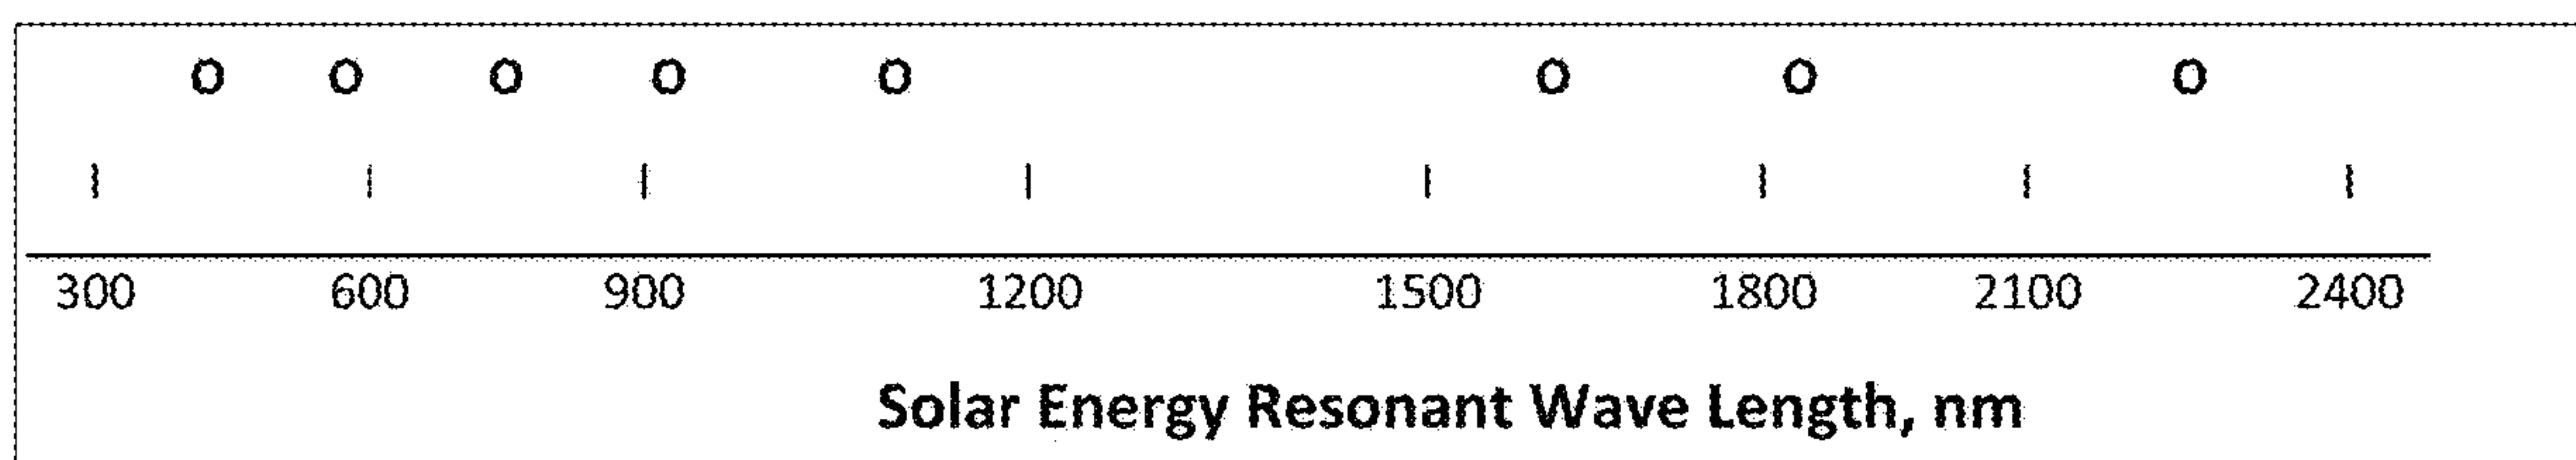 O O O O O O O O
300 600 900 1200 1500 1800 2100 2400
Solar Energy Resonant Wave Length, nm